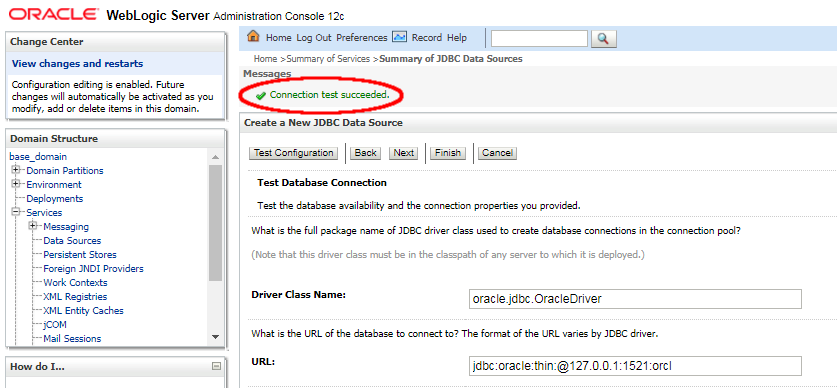 ORACLE WebLogic Server Administration Console 12c
Change Center
View changes and restarts
Configuration editing is enabled. Future
changes will automatically be activated as you
modify, add or delete items in this domain.
Domain Structure
base_domain
Domain Partitions
Environment
Deployments
Services
Messaging
Data Sources
Persistent Stores
Foreign JNDI Providers
Work Contexts
XML Registries
XML Entity Caches
jCOM
Mail Sessions
How do I...
Home Log Out Preferences Record Help
Home >Summary of Services >Summary of JDBC Data Sources
Messages
Connection test succeeded.
Create a New JDBC Data Source
Test Configuration Back Next Finish Cancel
Test Database Connection
Test the database availability and the connection properties you provided.
What is the full package name of JDBC driver class used to create database connections in the connection pool?
(Note that this driver class must be in the classpath of any server to which it is deployed.)
Driver Class Name: oracle.jdbc.OracleDriver
What is the URL of the database to connect to? The format of the URL varies by JDBC driver.
URL: jdbc:oracle:thin:@127.0.0.1:1521:orcl